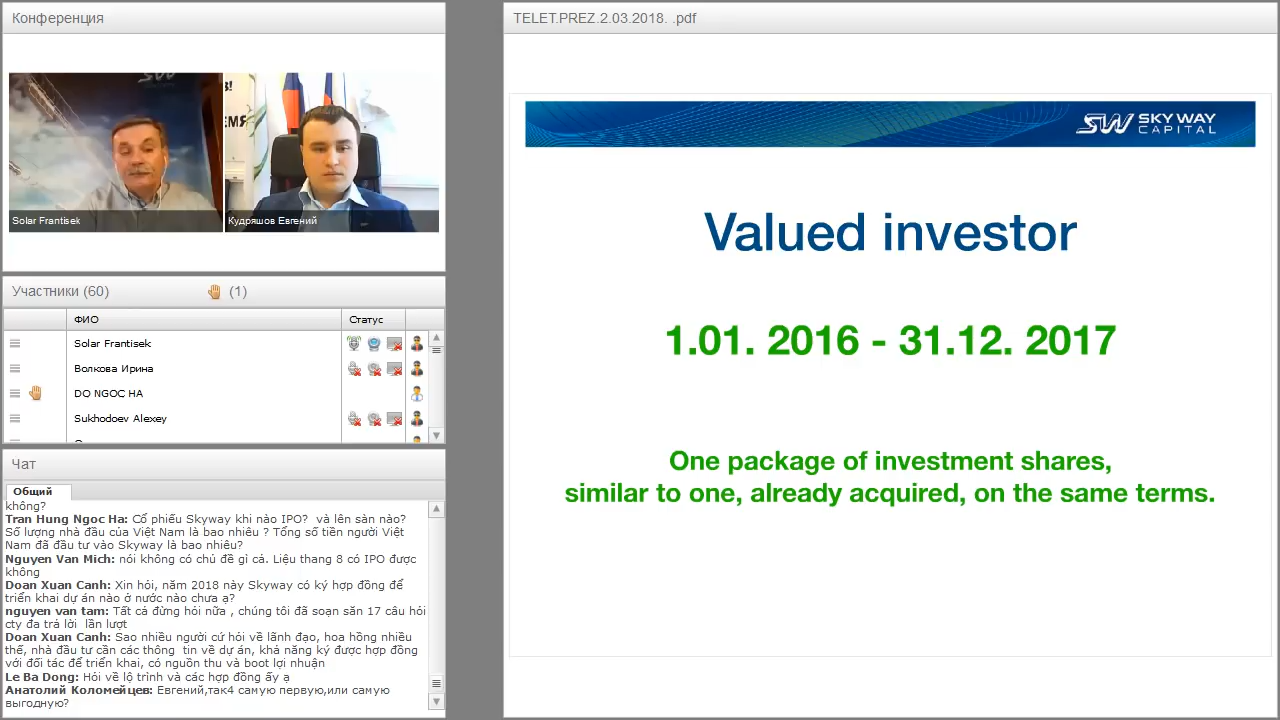 Конференция
TELET.PREZ.2.03.2018. .pdf
SW
SKY WAY
CAPITAL
Solar Frantisek
Кудряшов Евгений
Valued investor
1.01. 2016 - 31.12. 2017
One package of investment shares,
similar to one, already acquired, on the same terms.
Участники (60)
(1)
ФИО
Статус
Solar Frantisek
Волкова Ирина
DO NGOC HA
Sukhodoev Alexey
Чат
Общий
không?
Tran Hung Ngoc Ha: Cổ phiếu Skyway khi nào IPO? và lên sàn nào?
Số lượng nhà đầu của Việt Nam là bao nhiêu ? Tổng số tiền người Việt
Nam đã đầu tư vào Skyway là bao nhiêu?
Nguyen Van Mich: nói không có chủ đề gì cả. Liệu thang 8 có IPO được
không
Doan Xuan Canh: Xin hỏi, năm 2018 này Skyway có ký hợp đồng để
triển khai dự án nào ở nước nào chưa ạ?
nguyen van tam: Tất cả đừng hỏi nữa , chúng tôi đã soạn săn 17 câu hỏi
cty đa trả lời lần lượt
Doan Xuan Canh: Sao nhiều người cứ hỏi về lãnh đạo, hoa hồng nhiều
thế, nhà đầu tư cần các thông tin về dự án, khả năng ký được hợp đồng
với đối tác để triển khai, có nguồn thu và boot lợi nhuận
Le Ba Dong: Hỏi về lộ trình và các hợp đồng ấy ạ
Анатолий Коломейцев: Евгений,так4 самую первую,или самую
выгодную?